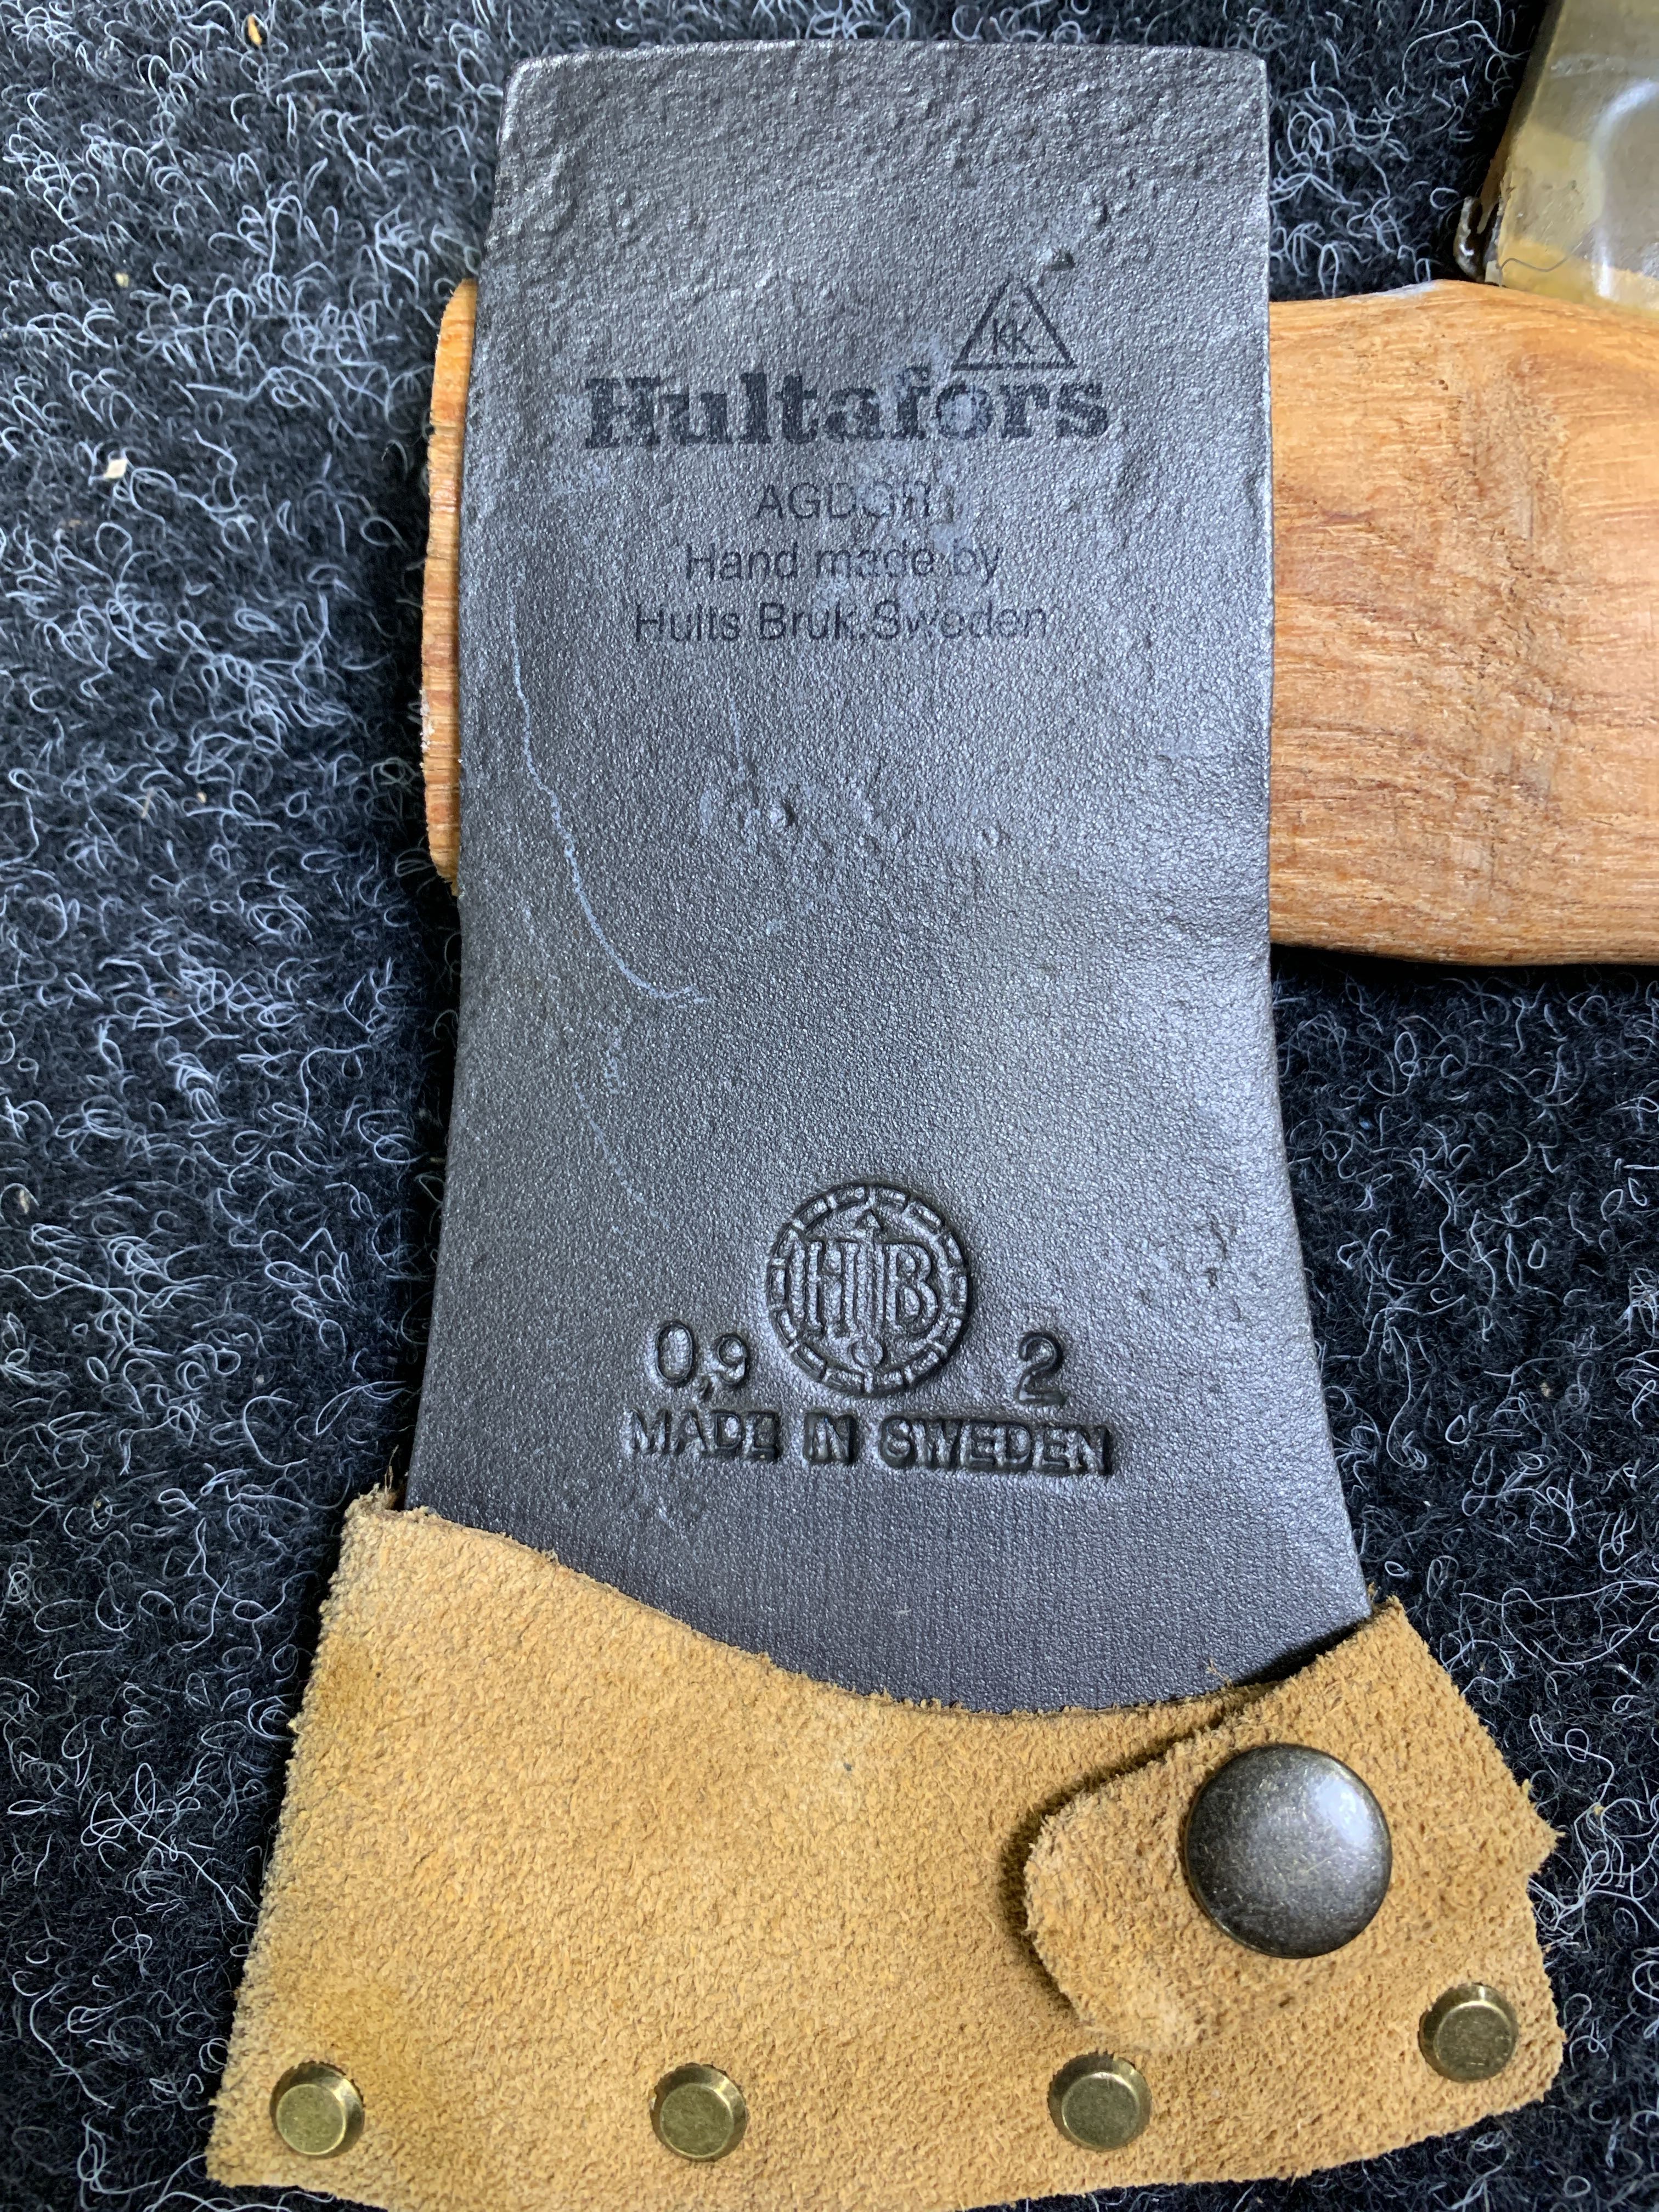 KK
Hultafors
AGDOR
Hand made by
Hults Bruk, Sweden
HB
0,9 2
MADE IN SWEDEN